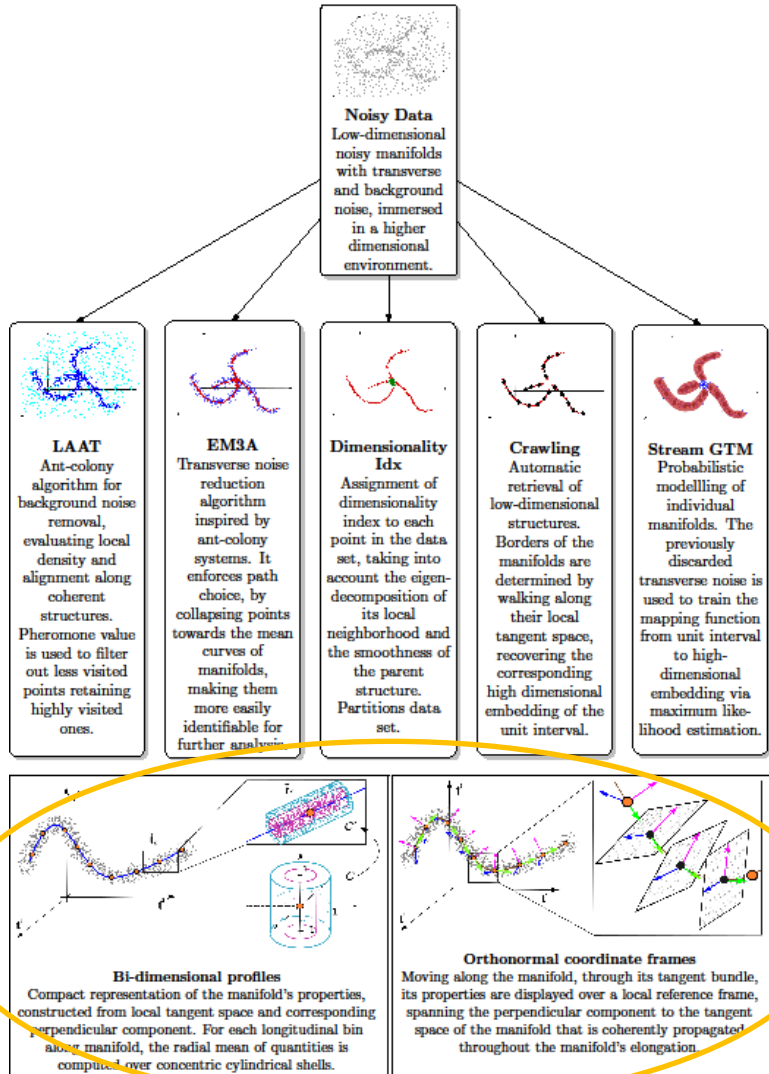 Noisy Data
Low-dimensional
noisy manifolds
with transverse
and background
noise, immersed
in a higher
dimensional
environment.
LAAT
Ant-colony
algorithm for
background noise
removal,
evaluating local
density and
alignment along
coherent
structures.
Pheromone value
is used to filter
out less visited
points retaining
highly visited
ones.
EM3A
Transverse noise
reduction
algorithm
inspired by
ant-colony
systems. It
enforces path
choice, by
collapsing points
towards the mean
curves of
manifolds,
making them
more easily
identifiable for
further analysis.
Dimensionality
Idx
Assignment of
dimensionality
index to each
point in the data
set, taking into
account the eigen-
decomposition of
its local
neighborhood and
the smoothness of
the parent
structure.
Partitions data
set.
Crawling
Automatic
retrieval of
low-dimensional
structures.
Borders of the
manifolds are
determined by
walking along
their local
tangent space,
recovering the
corresponding
high dimensional
embedding of the
unit interval.
Stream GTM
Probabilistic
modellling of
individual
manifolds. The
previously
discarded
transverse noise is
used to train the
mapping function
from unit interval
to high-
dimensional
embedding via
maximum like-
lihood estimation.
Bi-dimensional profiles
Compact representation of the manifold's properties,
constructed from local tangent space and corresponding
perpendicular component. For each longitudinal bin
along manifold, the radial mean of quantities is
computed over concentric cylindrical shells.
Orthonormal coordinate frames
Moving along the manifold, through its tangent bundle,
its properties are displayed over a local reference frame,
spanning the perpendicular component to the tangent
space of the manifold that is coherently propagated
throughout the manifold's elongation.